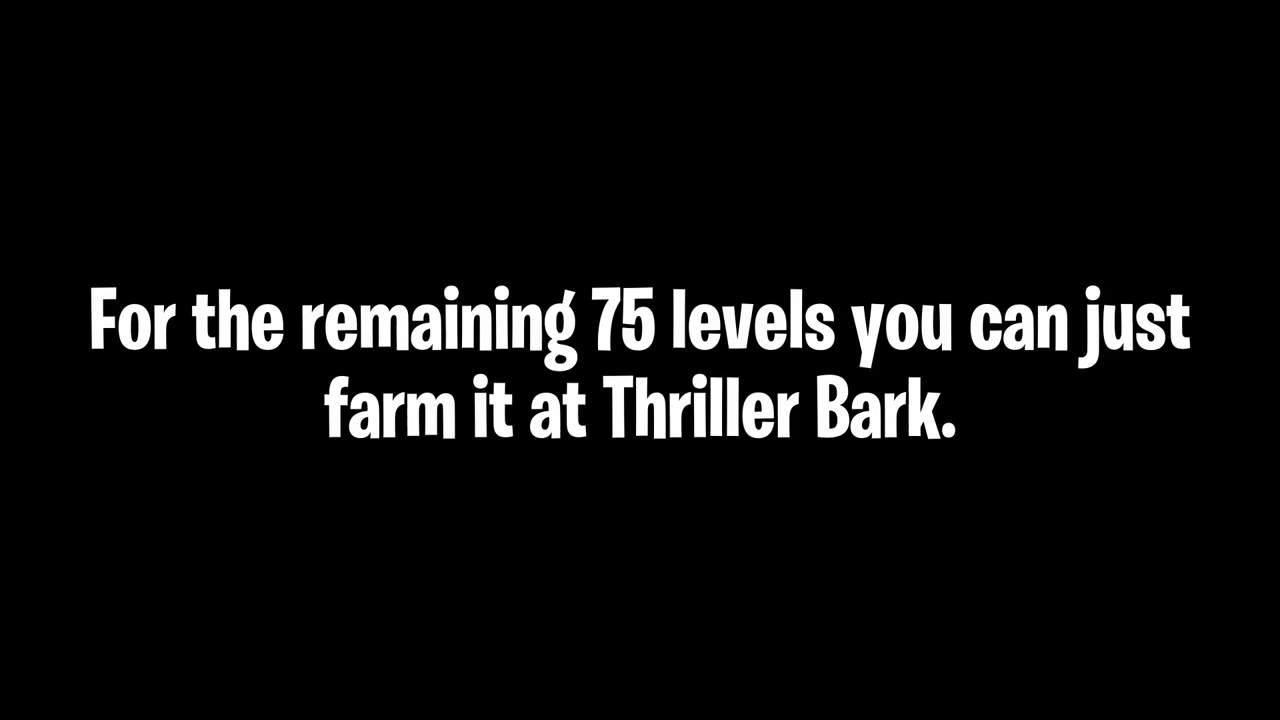 For the remaining 75 levels you can just
farm it at Thriller Bark.